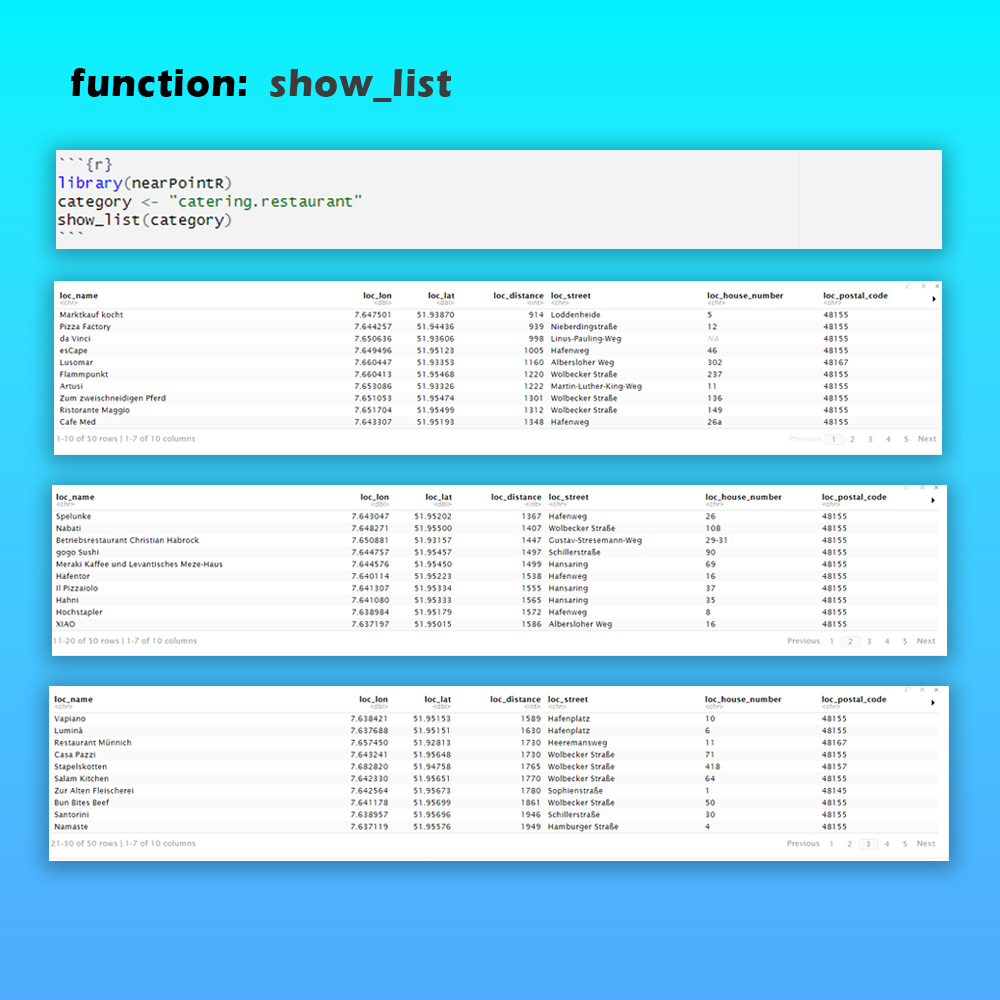 function: show_list
```{r}
library(nearPointR)
category <- "catering.restaurant"
show_list(category)
```
loc_name loc_lon loc_lat loc_distance loc_street loc_house_number loc_postal_code
<chr> <dbl> <dbl> <int> <chr> <chr> <chr>
Marktkauf kocht 7.647501 51.93870 914 Loddenheide 5 48155
Pizza Factory 7.644257 51.94436 939 Nieberdingstraße 12 48155
da Vinci 7.650636 51.93606 998 Linus-Pauling-Weg NA 48155
esCape 7.649496 51.95123 1005 Hafenweg 46 48155
Lusomar 7.660447 51.93353 1160 Albersloher Weg 302 48167
Flammpunkt 7.660413 51.95468 1220 Wolbecker Straße 237 48155
Artusi 7.653086 51.93326 1222 Martin-Luther-King-Weg 11 48155
Zum zweischneidigen Pferd 7.651053 51.95474 1301 Wolbecker Straße 136 48155
Ristorante Maggio 7.651704 51.95499 1312 Wolbecker Straße 149 48155
Cafe Med 7.643307 51.95193 1348 Hafenweg 26a 48155
1-10 of 50 rows | 1-7 of 10 columns Previous 1 2 3 4 5 Next
loc_name loc_lon loc_lat loc_distance loc_street loc_house_number loc_postal_code
<chr> <dbl> <dbl> <int> <chr> <chr> <chr>
Spelunke 7.643047 51.95202 1367 Hafenweg 26 48155
Nabati 7.648271 51.95500 1407 Wolbecker Straße 108 48155
Betriebsrestaurant Christian Habrock 7.650881 51.93157 1447 Gustav-Stresemann-Weg 29-31 48155
gogo Sushi 7.644757 51.95457 1497 Schillerstraße 90 48155
Meraki Kaffee und Levantisches Meze-Haus 7.644576 51.95450 1499 Hansaring 69 48155
Hafentor 7.640114 51.95223 1538 Hafenweg 16 48155
Il Pizzaiolo 7.641307 51.95334 1555 Hansaring 37 48155
Hahni 7.641080 51.95333 1565 Hansaring 35 48155
Hochstapler 7.638984 51.95179 1572 Hafenweg 8 48155
XIAO 7.637197 51.95015 1586 Albersloher Weg 16 48155
11-20 of 50 rows | 1-7 of 10 columns Previous 1 2 3 4 5 Next
loc_name loc_lon loc_lat loc_distance loc_street loc_house_number loc_postal_code
<chr> <dbl> <dbl> <int> <chr> <chr> <chr>
Vapiano 7.638421 51.95153 1589 Hafenplatz 10 48155
Luminà 7.637688 51.95151 1630 Hafenplatz 6 48155
Restaurant Münnich 7.657450 51.92813 1730 Heeremansweg 11 48167
Casa Pazzi 7.643241 51.95648 1730 Wolbecker Straße 71 48155
Stapelskotten 7.682820 51.94758 1765 Wolbecker Straße 418 48157
Salam Kitchen 7.642330 51.95651 1770 Wolbecker Straße 64 48155
Zur Alten Fleischerei 7.642564 51.95673 1780 Sophienstraße 1 48145
Bun Bites Beef 7.641178 51.95699 1861 Wolbecker Straße 50 48155
Santorini 7.638957 51.95696 1946 Schillerstraße 30 48155
Namaste 7.637119 51.95576 1949 Hamburger Straße 4 48155
21-30 of 50 rows | 1-7 of 10 columns Previous 1 2 3 4 5 Next